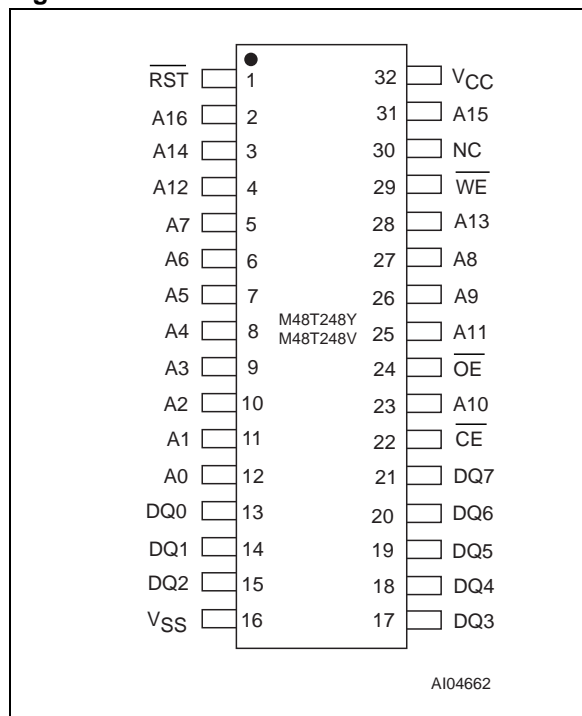 RST 1 32 VCC
A16 2 31 A15
A14 3 30 NC
A12 4 29 WE
A7 5 28 A13
A6 6 27 A8
A5 7 26 A9
A4 8 M48T248Y 25 A11
M48T248V
A3 9 24 OE
A2 10 23 A10
A1 11 22 CE
A0 12 21 DQ7
DQ0 13 20 DQ6
DQ1 14 19 DQ5
DQ2 15 18 DQ4
VSS 16 17 DQ3
AI04662